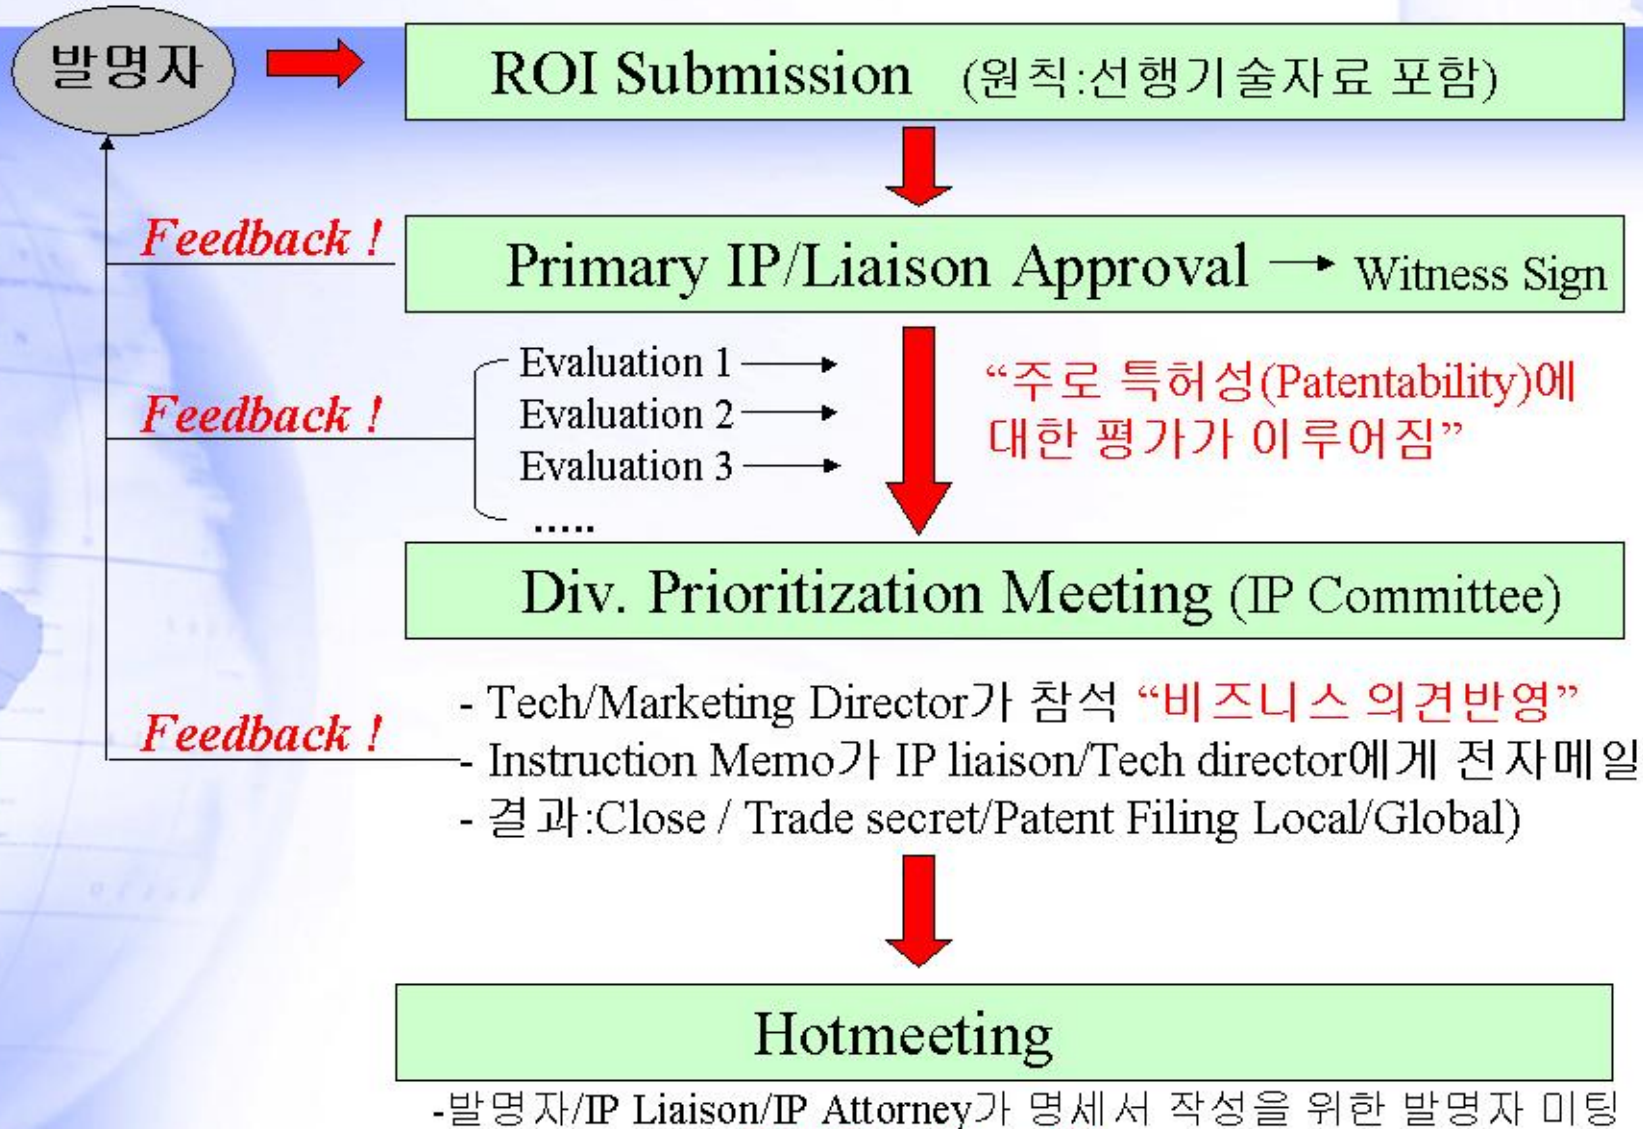 발명자
ROI Submission (원칙:선행기술자료 포함)
Feedback !
Primary IP/Liaison Approval → Witness Sign
Evaluation 1
Evaluation 2
Evaluation 3
.....
Feedback !
“주로 특허성(Patentability)에
대한 평가가 이루어짐”
Div. Prioritization Meeting (IP Committee)
- Tech/Marketing Director가 참석 “비즈니스 의견반영”
Feedback !
- Instruction Memo가 IP liaison/Tech director에게 전자메일
- 결과:Close / Trade secret/Patent Filing Local/Global)
Hotmeeting
-발명자/IP Liaison/IP Attorney가 명세서 작성을 위한 발명자 미팅